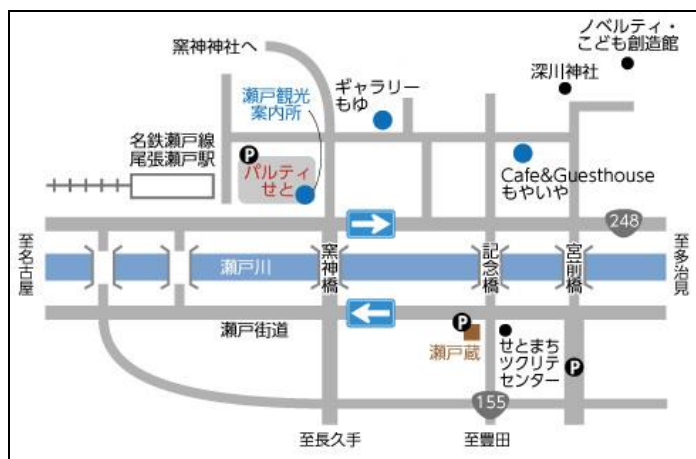 ノベルティ・
こども創造館
窯神神社へ
深川神社
ギャラリー
もゆ
瀬戸観光
案内所
名鉄瀬戸線
尾張瀬戸駅
P
パルティ
せと
Cafe&Guesthouse
もやいや
248
至名古屋
瀬戸川
窯神橋
記念橋
宮前橋
至多治見
瀬戸街道
P
瀬戸蔵
せとまち
ツクリテ
センター
P
155
至長久手
至豊田